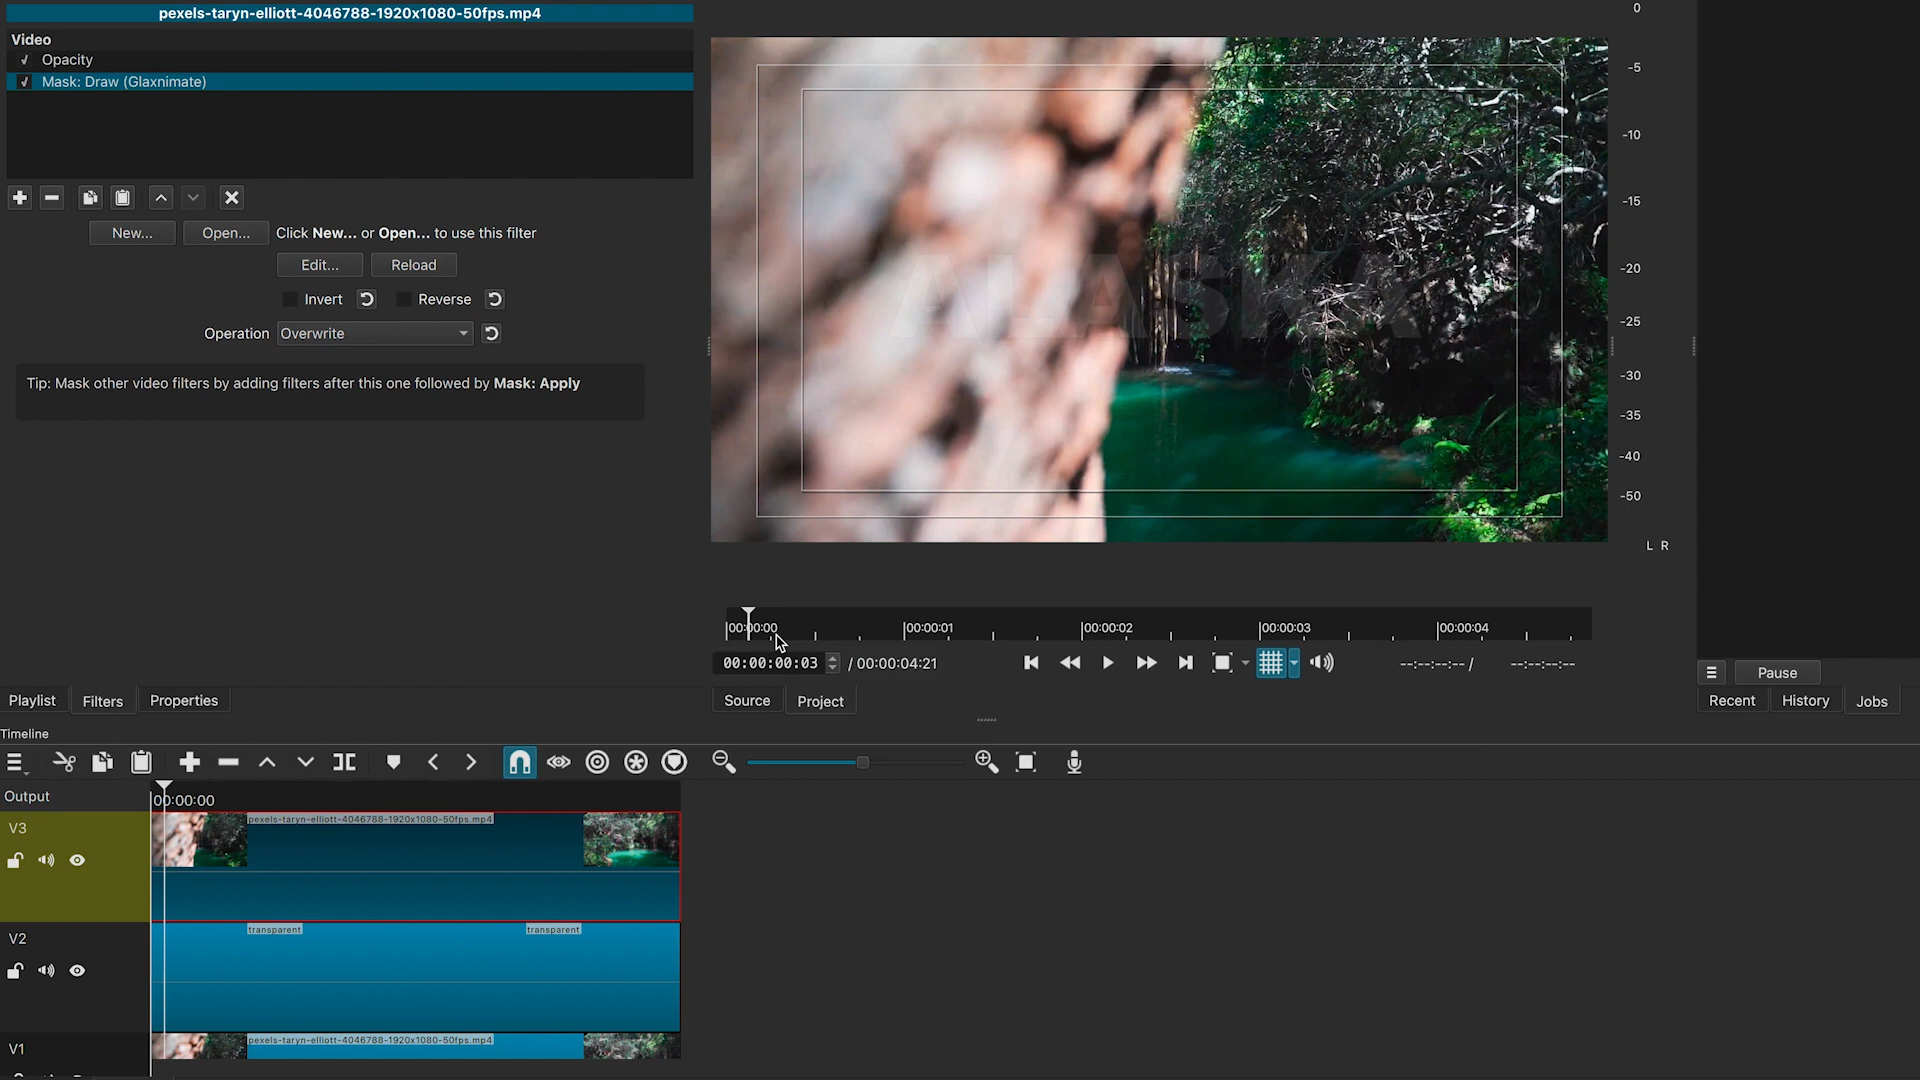 pexels-taryn-elliott-4046788-1920x1080-50fps.mp4
Video
Opacity
Mask: Draw (Glaxnimate)
New...
Open...
Click New... or Open... to use this filter
Edit...
Reload
Invert
Reverse
Operation
Overwrite
Tip: Mask other video filters by adding filters after this one followed by Mask: Apply
ALASKA
0
-5
-10
-15
-20
-25
-30
-35
-40
-50
L R
00:00:00
00:00:01
00:00:02
00:00:03
00:00:04
00:00:00:03
/ 00:00:04:21
--:--:--:-- /
--:--:--:--
Pause
Playlist
Filters
Properties
Source
Project
Recent
History
Jobs
Timeline
Output
00:00:00
V3
pexels-taryn-elliott-4046788-1920x1080-50fps.mp4
V2
transparent
transparent
V1
pexels-taryn-elliott-4046788-1920x1080-50fps.mp4